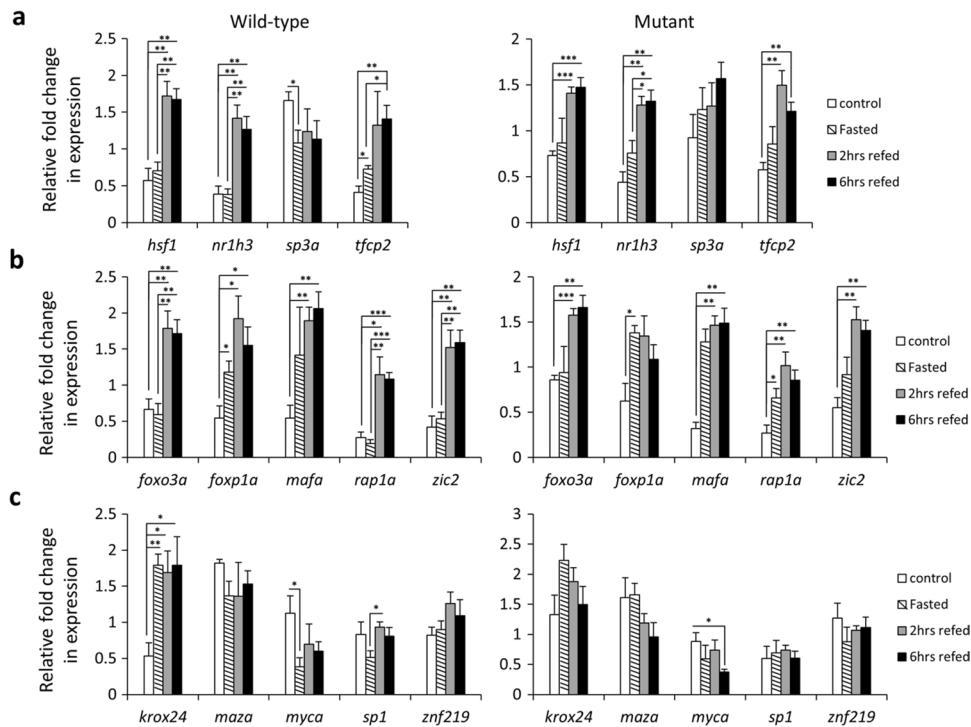 a
Wild-type
Mutant
Relative fold change
in expression
2.5
2
1.5
1
0.5
0
** ** ** **
** ** ** **
*
** * *
hsf1 nr1h3 sp3a tfcp2
2
1.5
1
0.5
0
*** ***
** ** * *
** **
hsf1 nr1h3 sp3a tfcp2
control
Fasted
2hrs refed
6hrs refed
b
Relative fold change
in expression
2.5
2
1.5
1
0.5
0
** ** ** **
* * *
** **
*** * *** **
** ** ** **
foxo3a foxp1a mafa rap1a zic2
2
1.5
1
0.5
0
** ***
*
** **
** ** *
** **
foxo3a foxp1a mafa rap1a zic2
control
Fasted
2hrs refed
6hrs refed
c
Relative fold change
in expression
2.5
2
1.5
1
0.5
0
* * **
*
*
krox24 maza myca sp1 znf219
3
2.5
2
1.5
1
0.5
0
*
krox24 maza myca sp1 znf219
control
Fasted
2hrs refed
6hrs refed